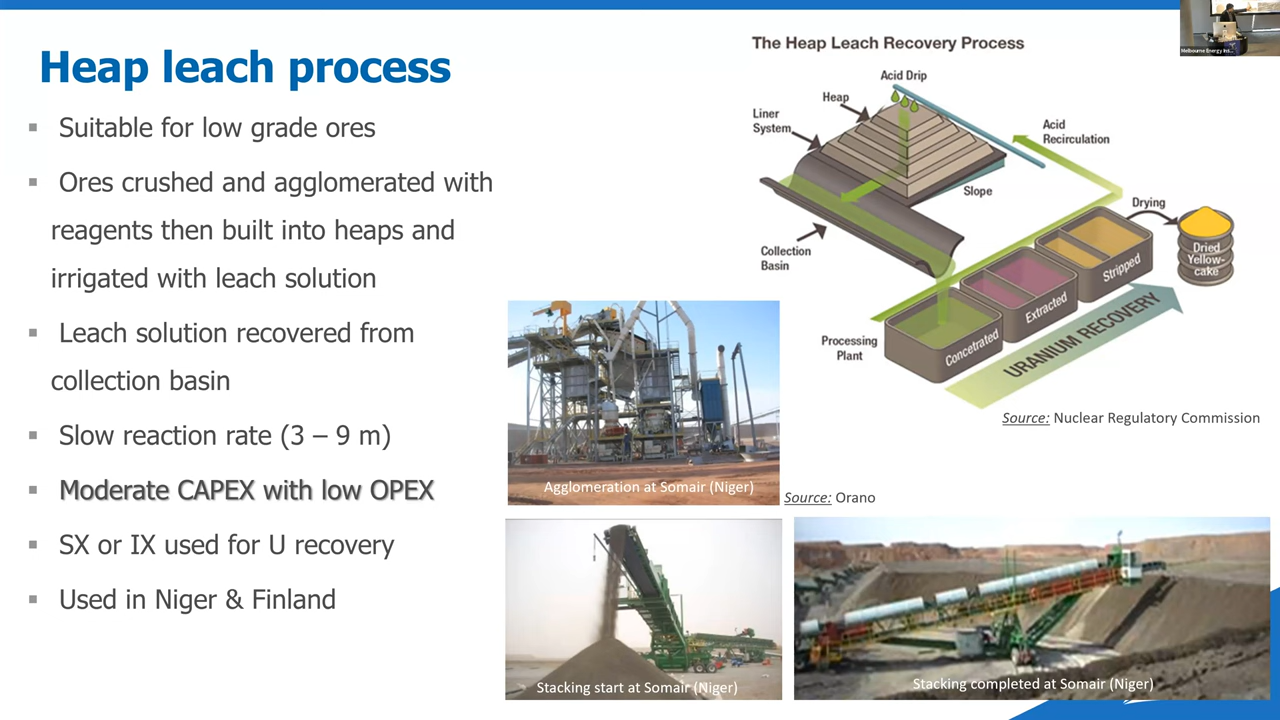 Heap leach process
Suitable for low grade ores
Ores crushed and agglomerated with
reagents then built into heaps and
irrigated with leach solution
Leach solution recovered from
collection basin
Slow reaction rate (3 – 9 m)
Moderate CAPEX with low OPEX
SX or IX used for U recovery
Used in Niger & Finland
The Heap Leach Recovery Process
Acid Drip
Heap
Liner
System
Acid
Recirculation
Slope
Collection
Basin
Drying
Dried
Yellow-
cake
Stripped
Extracted
Concetrated
Processing
Plant
URANIUM RECOVERY
Source: Nuclear Regulatory Commission
Agglomeration at Somair (Niger)
Source: Orano
Stacking start at Somair (Niger)
Stacking completed at Somair (Niger)
Melbourne Energy Ins...